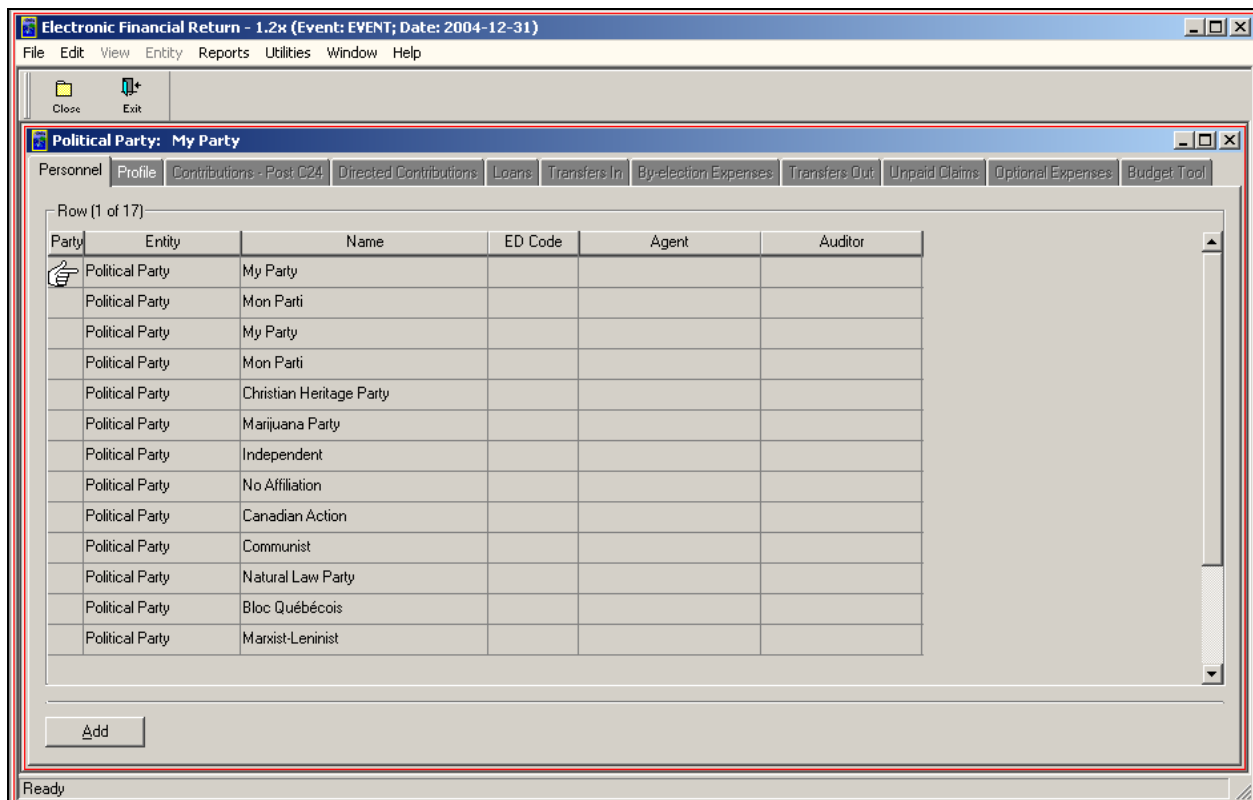 Electronic Financial Return - 1.2x (Event: EVENT; Date: 2004-12-31)
File Edit View Entity Reports Utilities Window Help
Close Exit
Political Party: My Party
Personnel Profile Contributions - Post C24 Directed Contributions Loans Transfers In By-election Expenses Transfers Out Unpaid Claims Optional Expenses Budget Tool
Row (1 of 17)
Party Entity Name ED Code Agent Auditor
Political Party My Party
Political Party Mon Parti
Political Party My Party
Political Party Mon Parti
Political Party Christian Heritage Party
Political Party Marijuana Party
Political Party Independent
Political Party No Affiliation
Political Party Canadian Action
Political Party Communist
Political Party Natural Law Party
Political Party Bloc Québécois
Political Party Marxist-Leninist
Add
Ready